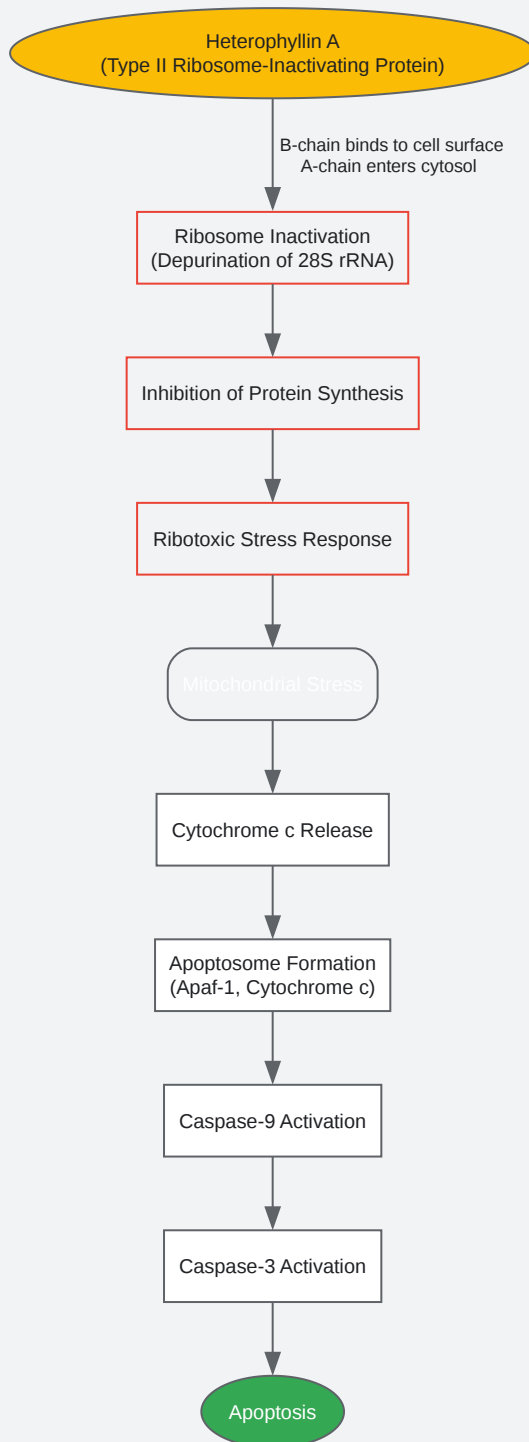 Heterophyllin A
(Type II Ribosome-Inactivating Protein)
B-chain binds to cell surface
A-chain enters cytosol
Ribosome Inactivation
(Depurination of 28S rRNA)
Inhibition of Protein Synthesis
Ribotoxic Stress Response
Mitochondrial Stress
Cytochrome c Release
Apoptosome Formation
(Apaf-1, Cytochrome c)
Caspase-9 Activation
Caspase-3 Activation
Apoptosis